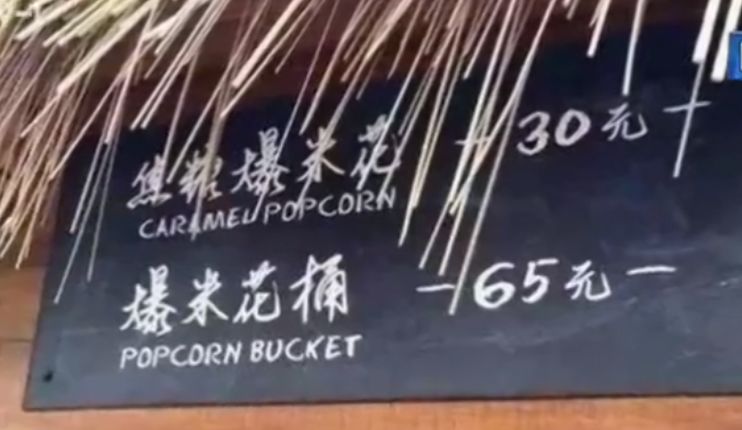 焦糖爆米花 — 30元 —
CARAMEL POPCORN
爆米花桶 — 65元 —
POPCORN BUCKET